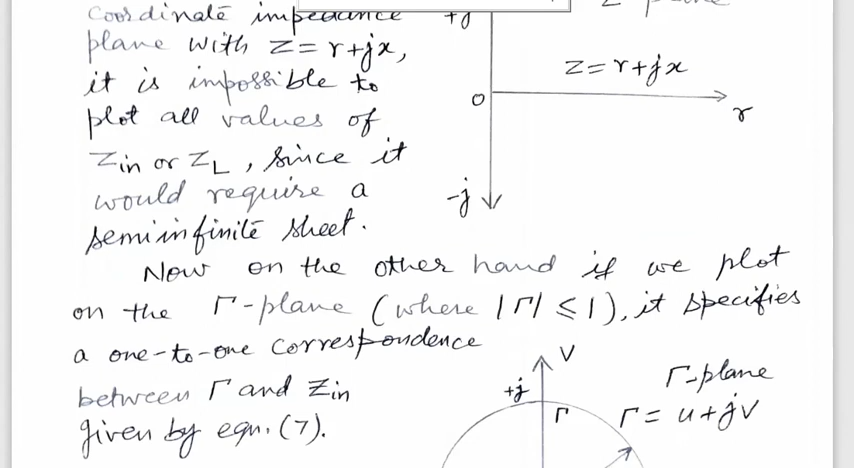 coordinate impedance
plane with z = r+jx,
it is impossible to
plot all values of
Zin or ZL, since it
would require a
semiinfinite sheet.
+j
Z-plane
z = r+jx
0
r
-j
Now on the other hand if we plot
on the Γ-plane (where |Γ| ≤ 1), it specifies
a one-to-one correspondence
between Γ and Zin
given by eqn. (7).
V
+j
Γ
Γ-plane
Γ = u+jv